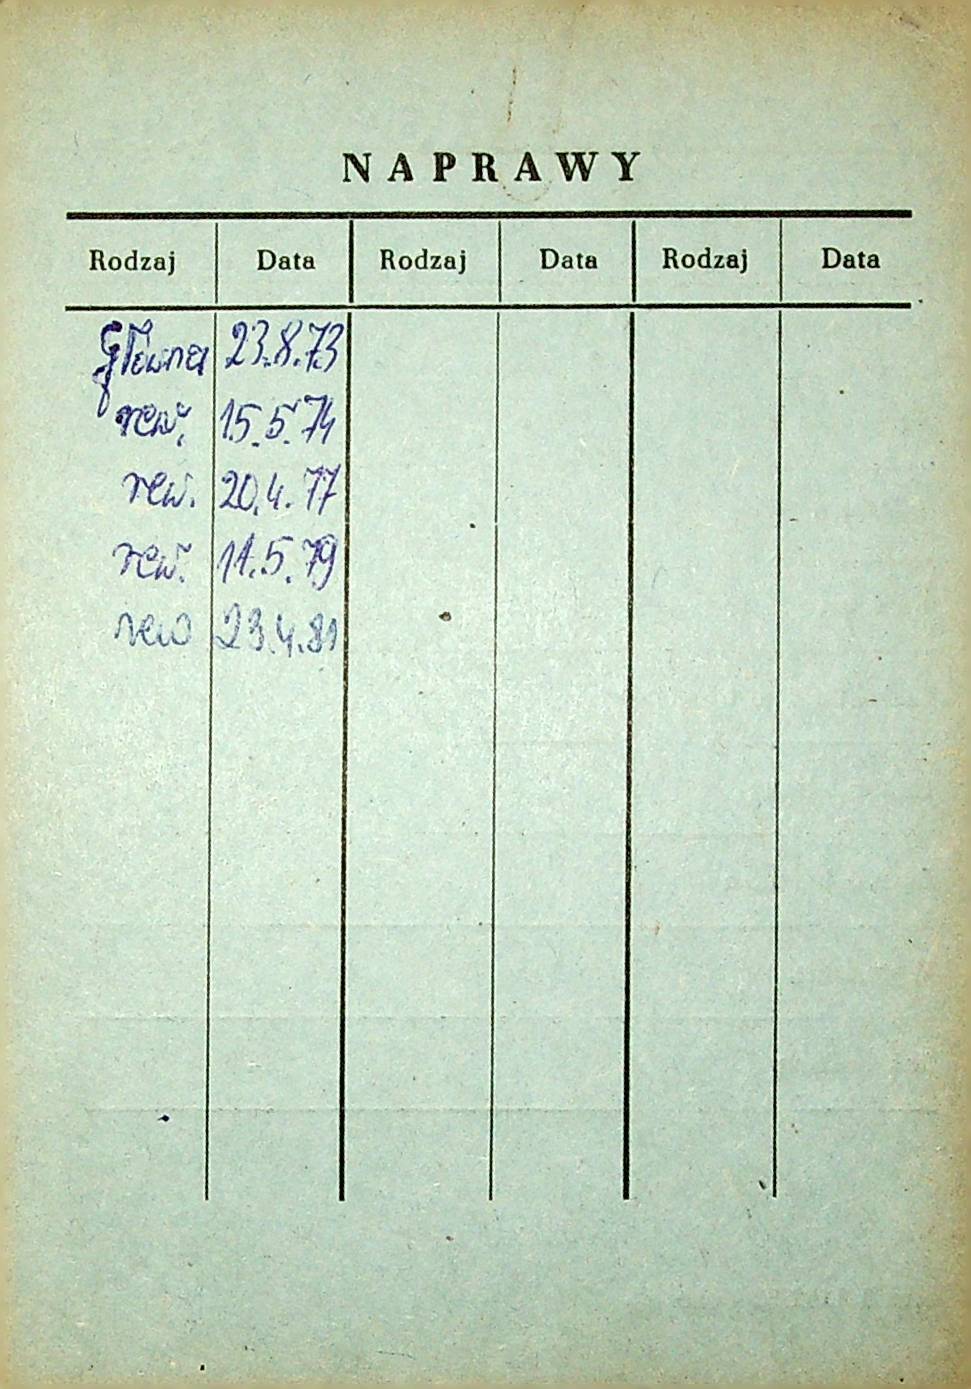 NAPRAWY
Rodzaj Data Rodzaj Data Rodzaj Data
Główna 23.8.73
rew. 15.5.74
rew. 20.4.77
rew. 11.5.79
rew 23.4.81